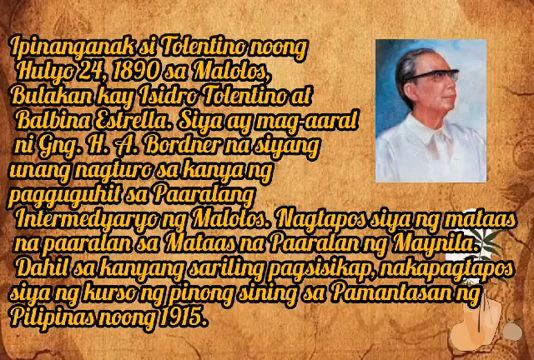 Ipinanganak si Tolentino noong
Hulyo 24, 1890 sa Malolos,
Bulakan kay Isidro Tolentino at
Balbina Estrella. Siya ay mag-aaral
ni Gng. H. A. Bordner na siyang
unang nagturo sa kanya ng
pagguguhit sa Paaralang
Intermedyaryo ng Malolos. Nagtapos siya ng mataas
na paaralan sa Mataas na Paaralan ng Maynila.
Dahil sa kanyang sariling pagsisikap, nakapagtapos
siya ng kurso ng pinong sining sa Pamantasan ng
Pilipinas noong 1915.